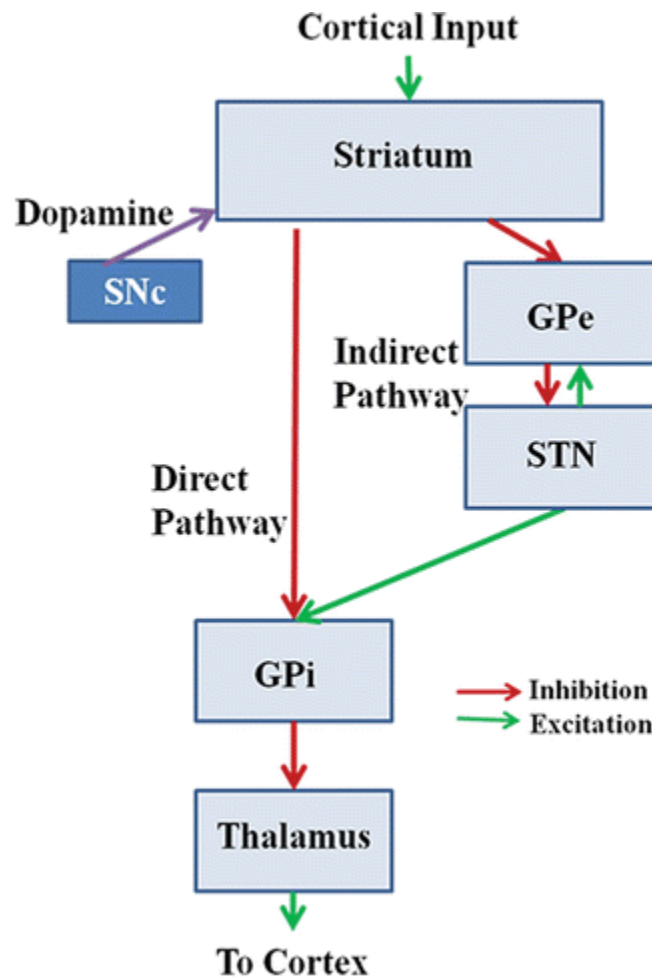 Cortical Input
Striatum
Dopamine
SNc
GPe
Indirect
Pathway
STN
Direct
Pathway
GPi
Inhibition
Excitation
Thalamus
To Cortex